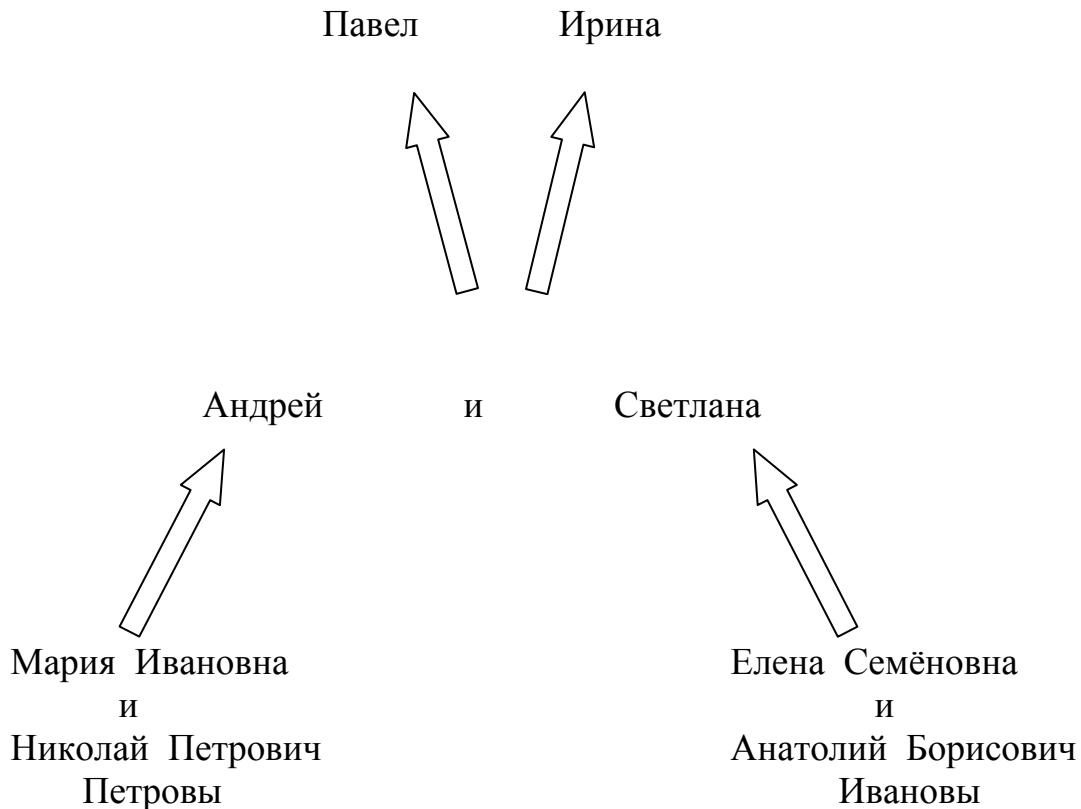 Павел Ирина
Андрей и Светлана
Мария Ивановна
и
Николай Петрович
Петровы
Елена Семёновна
и
Анатолий Борисович
Ивановы